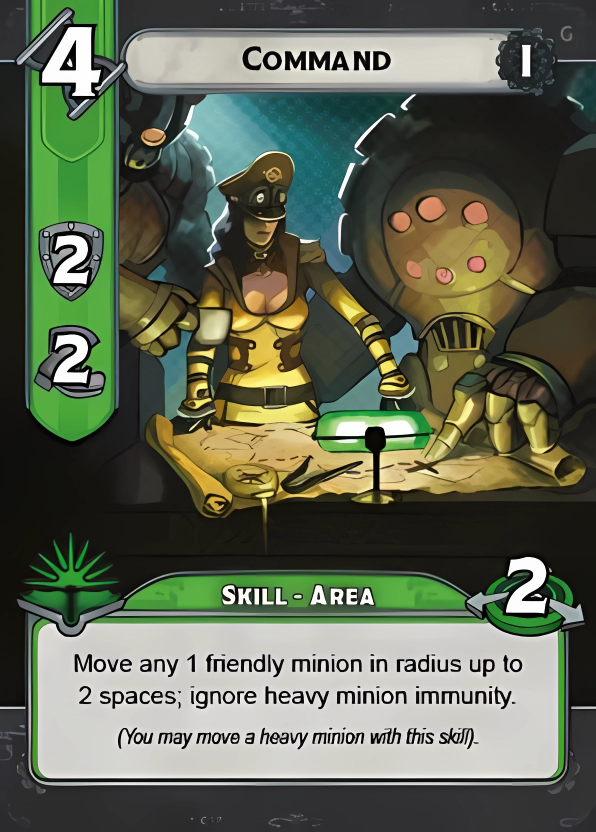 4
COMMAND
I
G
2
2
SKILL - AREA
2
Move any 1 friendly minion in radius up to
2 spaces; ignore heavy minion immunity.
(You may move a heavy minion with this skill).